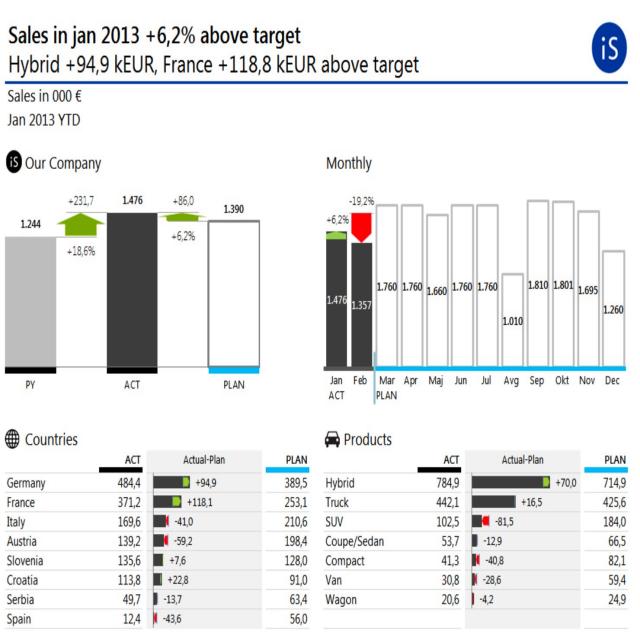 Sales in jan 2013 +6,2% above target
Hybrid +94,9 kEUR, France +118,8 kEUR above target
iS
Sales in 000 €
Jan 2013 YTD
iS Our Company
1.244
+231,7
+18,6%
1.476
+86,0
+6,2%
1.390
PY ACT PLAN
Monthly
+6,2%
-19,2%
1.476 1.357 1.760 1.760 1.660 1.760 1.760 1.010 1.810 1.801 1.695 1.260
Jan Feb Mar Apr Maj Jun Jul Avg Sep Okt Nov Dec
ACT PLAN
Countries
ACT Actual-Plan PLAN
Germany 484,4 +94,9 389,5
France 371,2 +118,1 253,1
Italy 169,6 -41,0 210,6
Austria 139,2 -59,2 198,4
Slovenia 135,6 +7,6 128,0
Croatia 113,8 +22,8 91,0
Serbia 49,7 -13,7 63,4
Spain 12,4 -43,6 56,0
Products
ACT Actual-Plan PLAN
Hybrid 784,9 +70,0 714,9
Truck 442,1 +16,5 425,6
SUV 102,5 -81,5 184,0
Coupe/Sedan 53,7 -12,9 66,5
Compact 41,3 -40,8 82,1
Van 30,8 -28,6 59,4
Wagon 20,6 -4,2 24,9